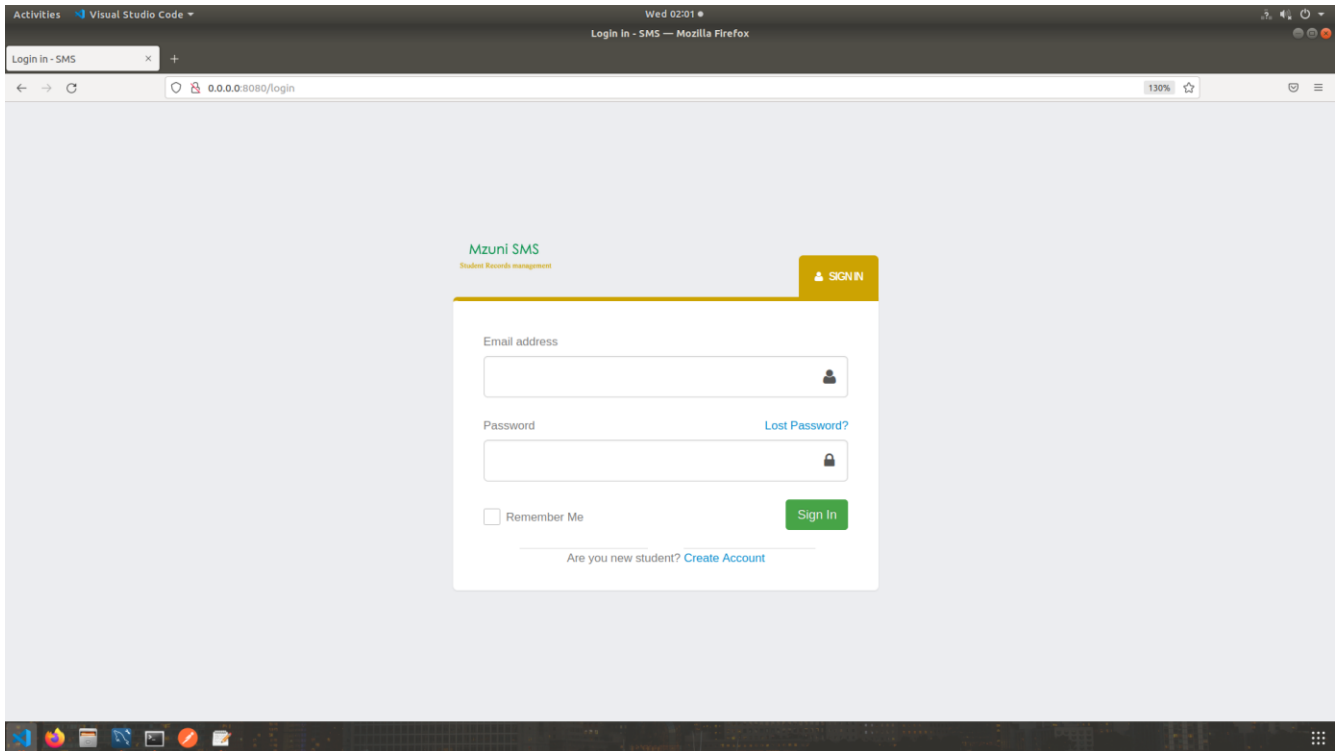 Activities Visual Studio Code
Wed 02:01
Login in - SMS — Mozilla Firefox
Login in - SMS
0.0.0.0:8080/login
130%
Mzuni SMS
Student Records management
SIGN IN
Email address
Password Lost Password?
Remember Me Sign In
Are you new student? Create Account